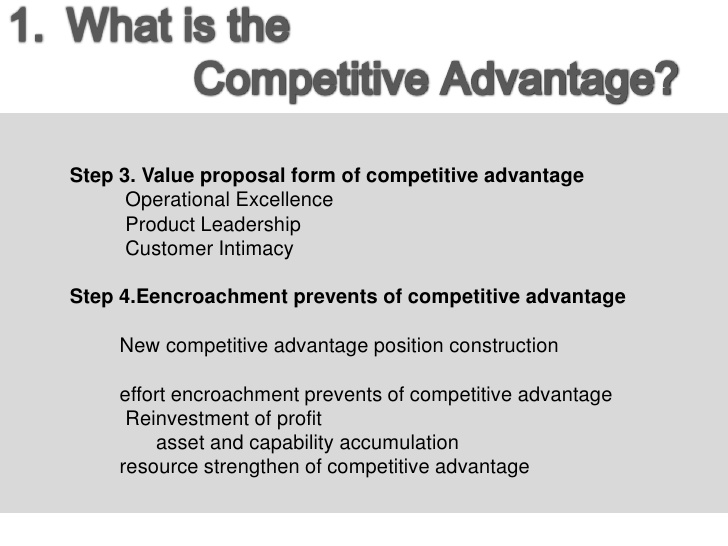 1. What is the
Competitive Advantage?
Step 3. Value proposal form of competitive advantage
Operational Excellence
Product Leadership
Customer Intimacy
Step 4.Eencroachment prevents of competitive advantage
New competitive advantage position construction
effort encroachment prevents of competitive advantage
Reinvestment of profit
asset and capability accumulation
resource strengthen of competitive advantage